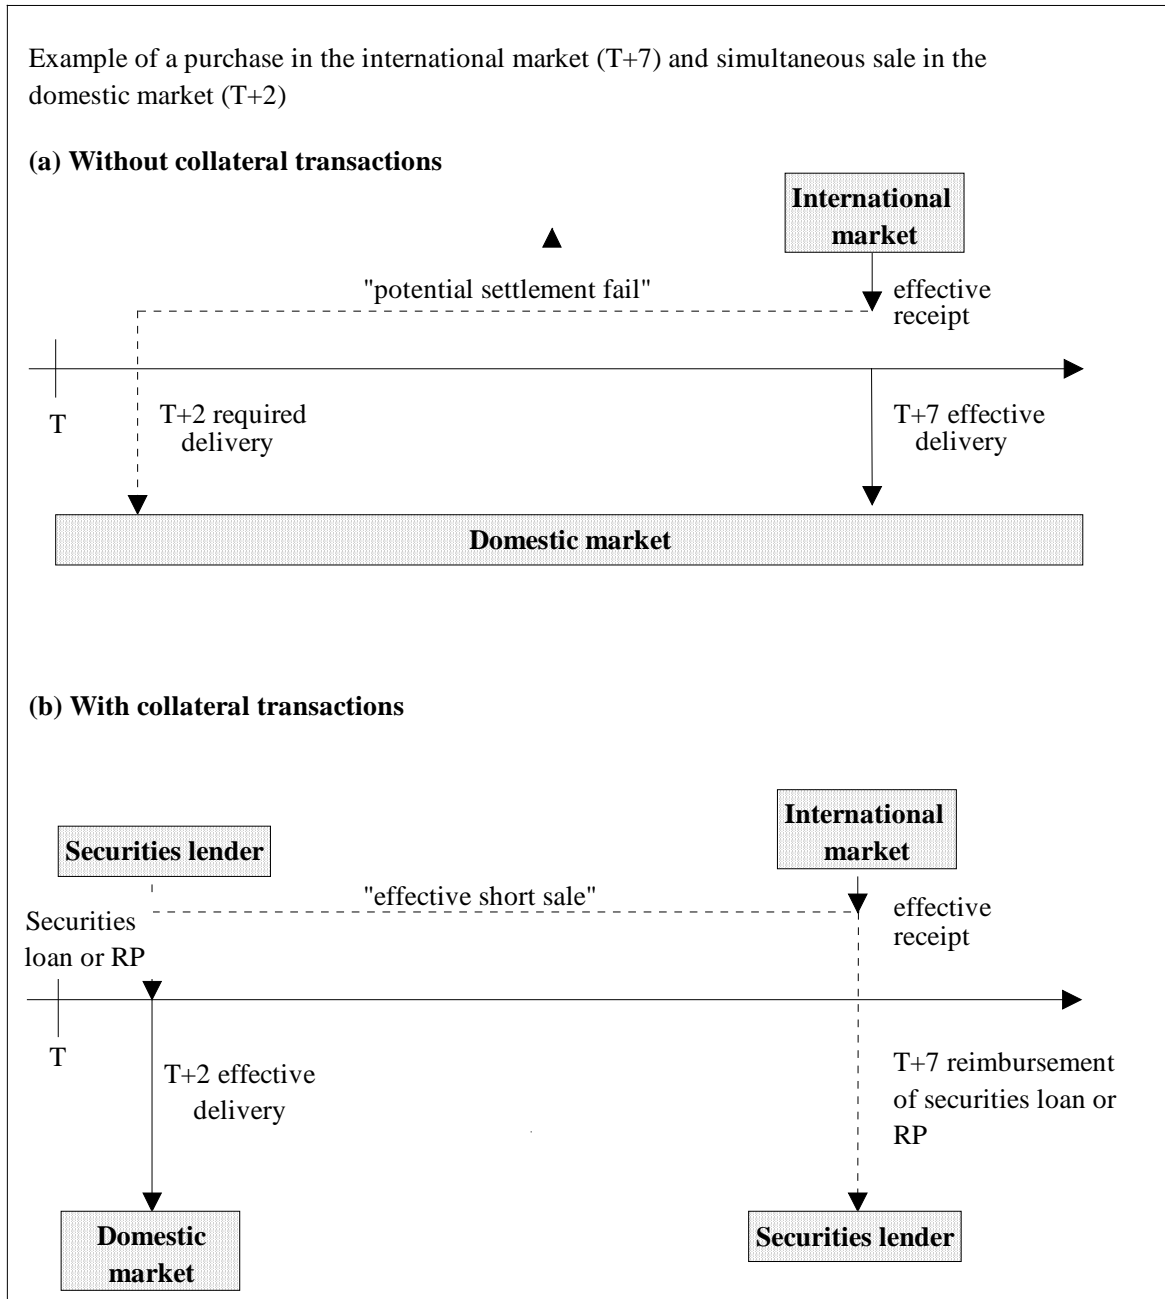 Example of a purchase in the international market (T+7) and simultaneous sale in the
domestic market (T+2)
(a) Without collateral transactions
International
market
"potential settlement fail"
effective
receipt
T
T+2 required
delivery
T+7 effective
delivery
Domestic market
(b) With collateral transactions
International
market
Securities lender
"effective short sale"
effective
receipt
Securities
loan or RP
T
T+2 effective
delivery
T+7 reimbursement
of securities loan or
RP
Domestic
market
Securities lender